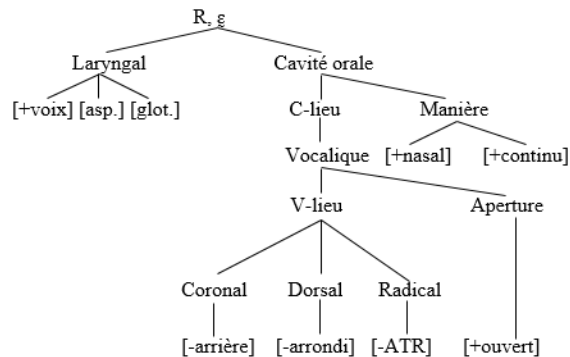 R, ɛ̰
Laryngal Cavité orale
[+voix] [asp.] [glot.] C-lieu Manière
Vocalique [+nasal] [+continu]
V-lieu Aperture
Coronal Dorsal Radical
[-arrière] [-arrondi] [-ATR] [+ouvert]